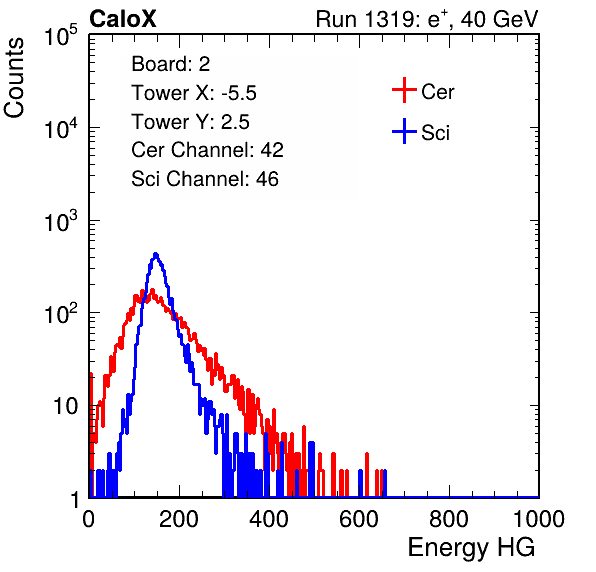 CaloX Run 1319: e⁺, 40 GeV
Counts
10⁵
10⁴
10³
10²
10
1
Board: 2
Tower X: -5.5
Tower Y: 2.5
Cer Channel: 42
Sci Channel: 46
Cer
Sci
0 200 400 600 800 1000
Energy HG